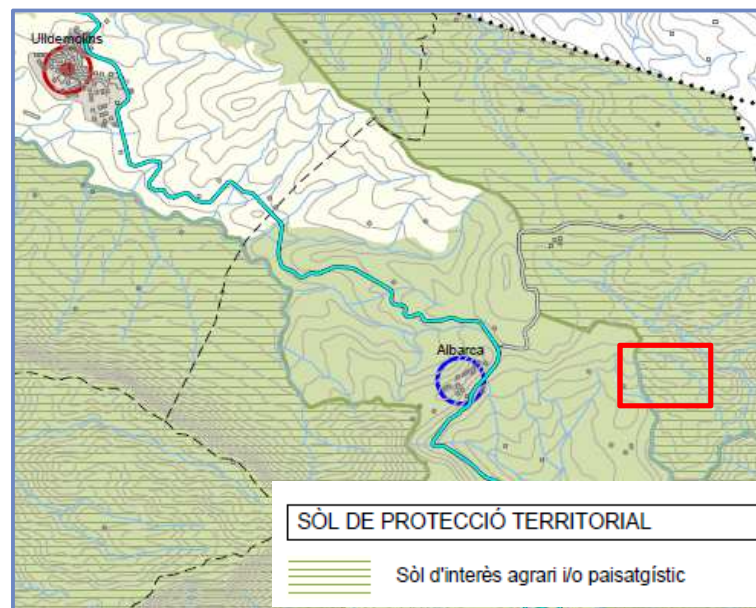 Ulldemolins
Albarca
SÒL DE PROTECCIÓ TERRITORIAL
Sòl d'interès agrari i/o paisatgístic